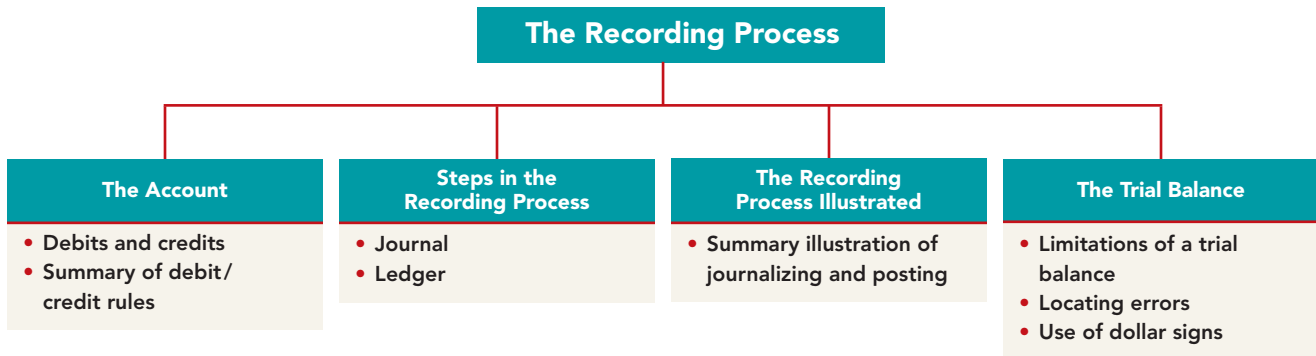 The Recording Process
The Account
• Debits and credits
• Summary of debit/
credit rules
Steps in the
Recording Process
• Journal
• Ledger
The Recording
Process Illustrated
• Summary illustration of
journalizing and posting
The Trial Balance
• Limitations of a trial
balance
• Locating errors
• Use of dollar signs